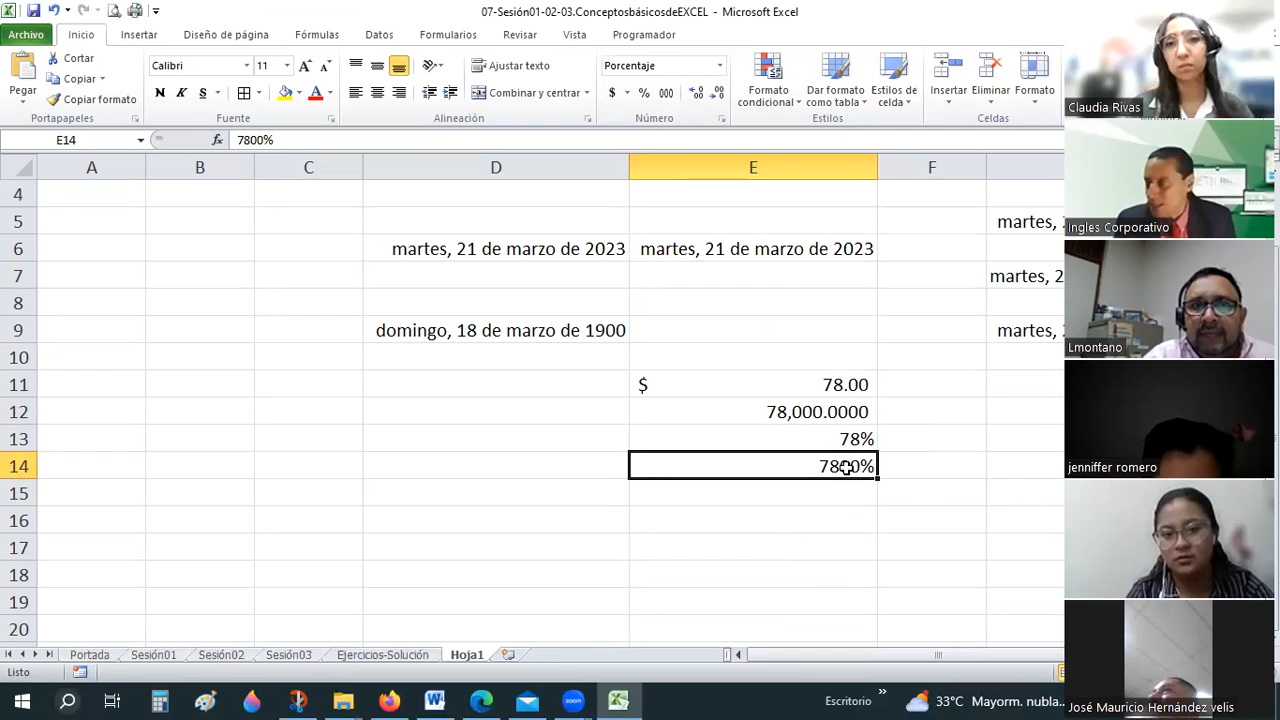 07-Sesión01-02-03.ConceptosbásicosdeEXCEL - Microsoft Excel
Archivo Inicio Insertar Diseño de página Fórmulas Datos Formularios Revisar Vista Programador
Pegar
Cortar
Copiar
Copiar formato
Portapapeles
Calibri 11
N K S
Fuente
Ajustar texto
Combinar y centrar
Alineación
Porcentaje
$ % 000
Número
Formato condicional
Dar formato como tabla
Estilos de celda
Estilos
Insertar Eliminar Formato
Celdas
E14 fx 7800%
A B C D E F
4
5 martes,
6 martes, 21 de marzo de 2023 martes, 21 de marzo de 2023
7 martes, 2
8
9 domingo, 18 de marzo de 1900 martes,
10
11 $ 78.00
12 78,000.0000
13 78%
14 7800%
15
16
17
18
19
20
Portada Sesión01 Sesión02 Sesión03 Ejercicios-Solución Hoja1
Listo
Escritorio » 33°C Mayorm. nubla...
Claudia Rivas
Ingles Corporativo
Lmontano
jenniffer romero
José Mauricio Hernández velis